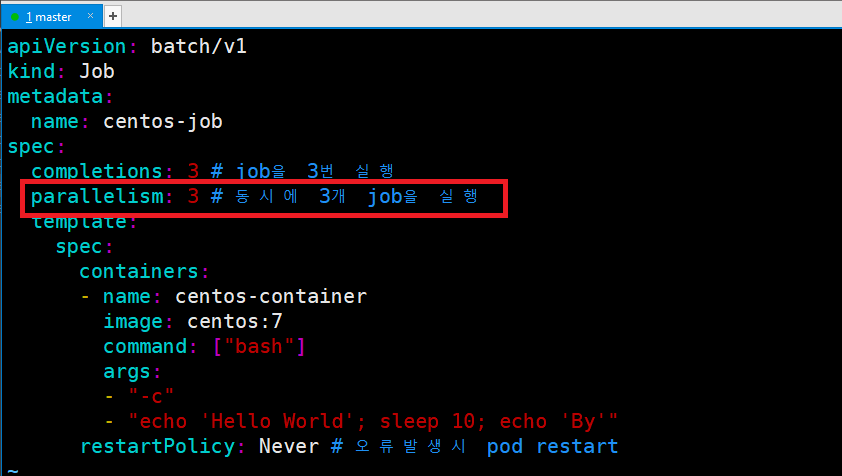 1 master × +
apiVersion: batch/v1
kind: Job
metadata:
  name: centos-job
spec:
  completions: 3 # job을 3번 실행
  parallelism: 3 # 동시에 3개 job을 실행
  template:
    spec:
      containers:
      - name: centos-container
        image: centos:7
        command: ["bash"]
        args:
        - "-c"
        - "echo 'Hello World'; sleep 10; echo 'By'"
      restartPolicy: Never # 오류발생시 pod restart
~